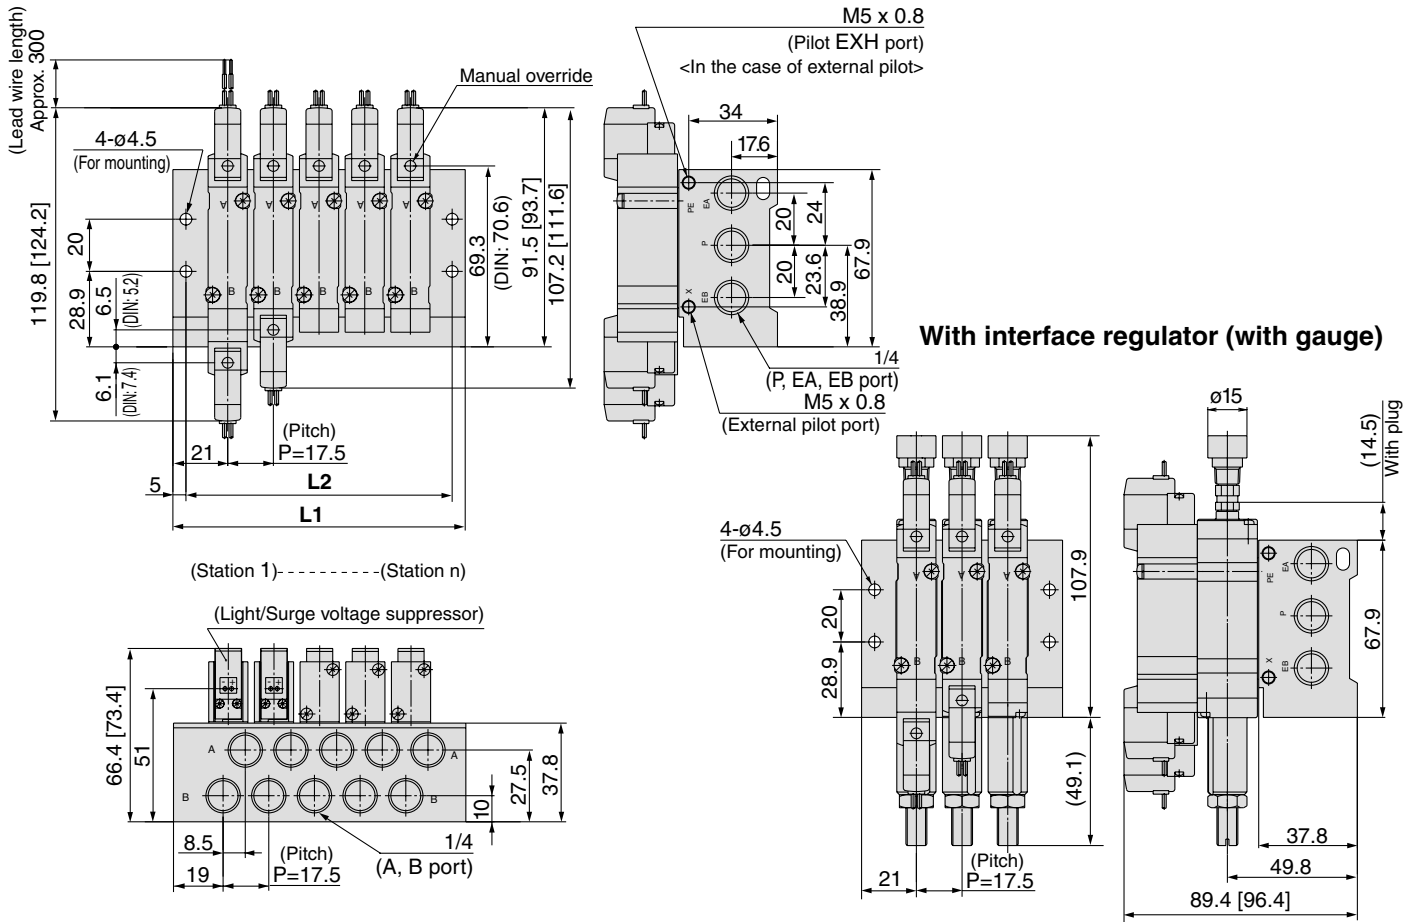 (Lead wire length)
Approx. 300
4-ø4.5
(For mounting)
Manual override
119.8 [124.2]
20
28.9
6.5
(DIN: 5.2)
6.1
(DIN: 7.4)
A A A A A
B B B B B
69.3
(DIN: 70.6)
91.5 [93.7]
107.2 [111.6]
21
(Pitch)
P=17.5
5
L2
L1
M5 x 0.8
(Pilot EXH port)
<In the case of external pilot>
34
17.6
PE
EA
P
X
EB
20
24
20
23.6
38.9
67.9
1/4
(P, EA, EB port)
M5 x 0.8
(External pilot port)
(Station 1)----------(Station n)
(Light/Surge voltage suppressor)
66.4 [73.4]
51
A A
B B
27.5
37.8
10
8.5
19
(Pitch)
P=17.5
1/4
(A, B port)
With interface regulator (with gauge)
4-ø4.5
(For mounting)
20
28.9
A A A
B B B
107.9
(49.1)
21
(Pitch)
P=17.5
ø15
(14.5)
With plug
PE
EA
P
X
EB
67.9
37.8
49.8
89.4 [96.4]